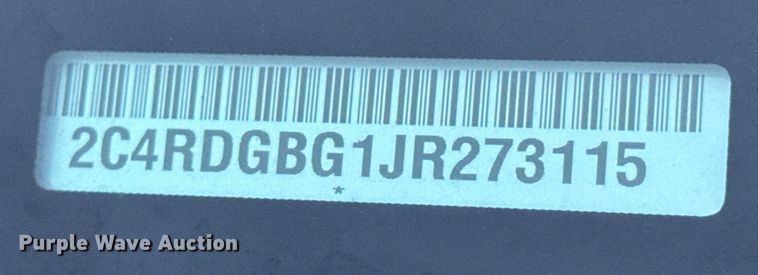 2C4RDGBG1JR273115
*
Purple Wave Auction